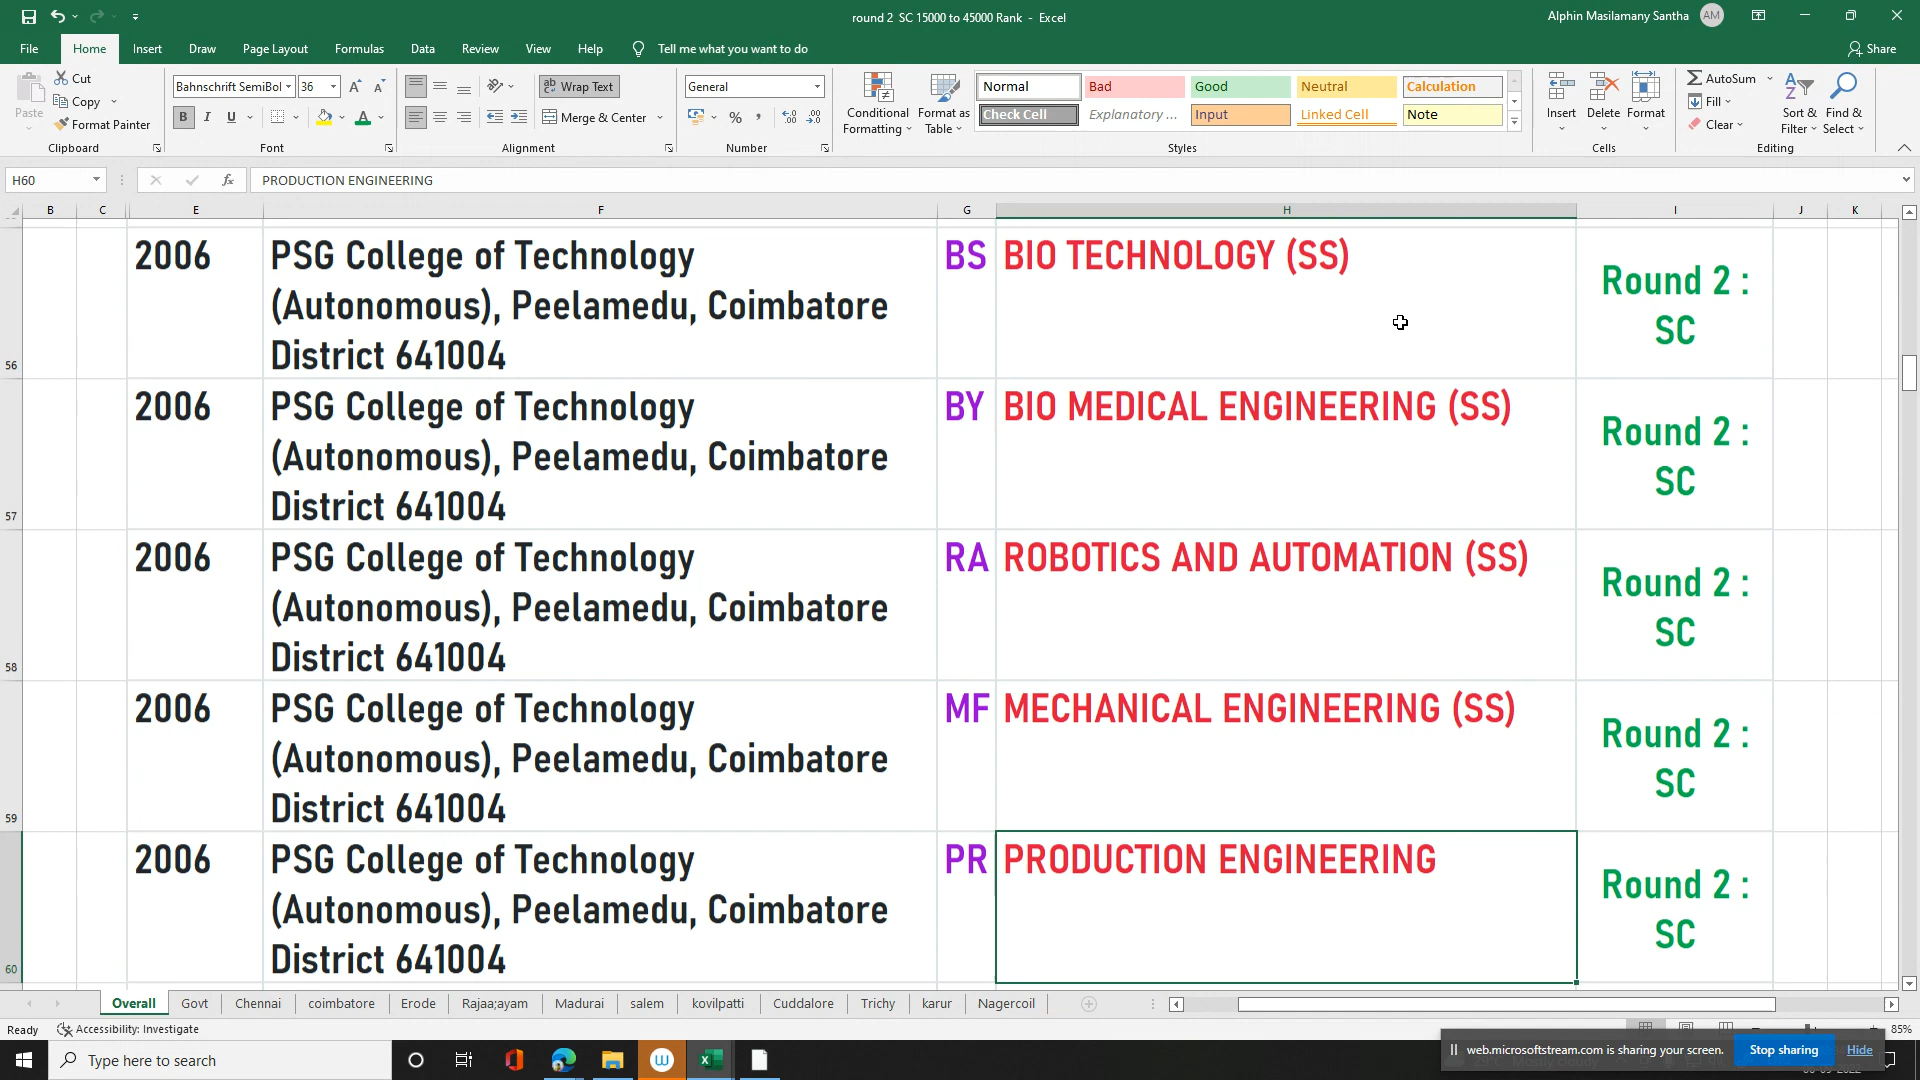 round 2 SC 15000 to 45000 Rank - Excel
Alphin Masilamany Santha AM
File Home Insert Draw Page Layout Formulas Data Review View Help Tell me what you want to do Share
Paste
Cut
Copy
Format Painter
Clipboard
Bahnschrift SemiBol 36
B I U
Font
Wrap Text
Merge & Center
Alignment
General
Number
Conditional
Formatting
Format as
Table
Normal Bad Good Neutral Calculation
Check Cell Explanatory ... Input Linked Cell Note
Styles
Insert Delete Format
Cells
AutoSum
Fill
Clear
Sort &
Filter
Find &
Select
Editing
H60
fx
PRODUCTION ENGINEERING
B C E F G H I J K
56
2006
PSG College of Technology
(Autonomous), Peelamedu, Coimbatore
District 641004
BS
BIO TECHNOLOGY (SS)
Round 2 :
SC
57
2006
PSG College of Technology
(Autonomous), Peelamedu, Coimbatore
District 641004
BY
BIO MEDICAL ENGINEERING (SS)
Round 2 :
SC
58
2006
PSG College of Technology
(Autonomous), Peelamedu, Coimbatore
District 641004
RA
ROBOTICS AND AUTOMATION (SS)
Round 2 :
SC
59
2006
PSG College of Technology
(Autonomous), Peelamedu, Coimbatore
District 641004
MF
MECHANICAL ENGINEERING (SS)
Round 2 :
SC
60
2006
PSG College of Technology
(Autonomous), Peelamedu, Coimbatore
District 641004
PR
PRODUCTION ENGINEERING
Round 2 :
SC
Overall Govt Chennai coimbatore Erode Rajaa;ayam Madurai salem kovilpatti Cuddalore Trichy karur Nagercoil
Ready Accessibility: Investigate 85%
Type here to search
web.microsoftstream.com is sharing your screen. Stop sharing Hide